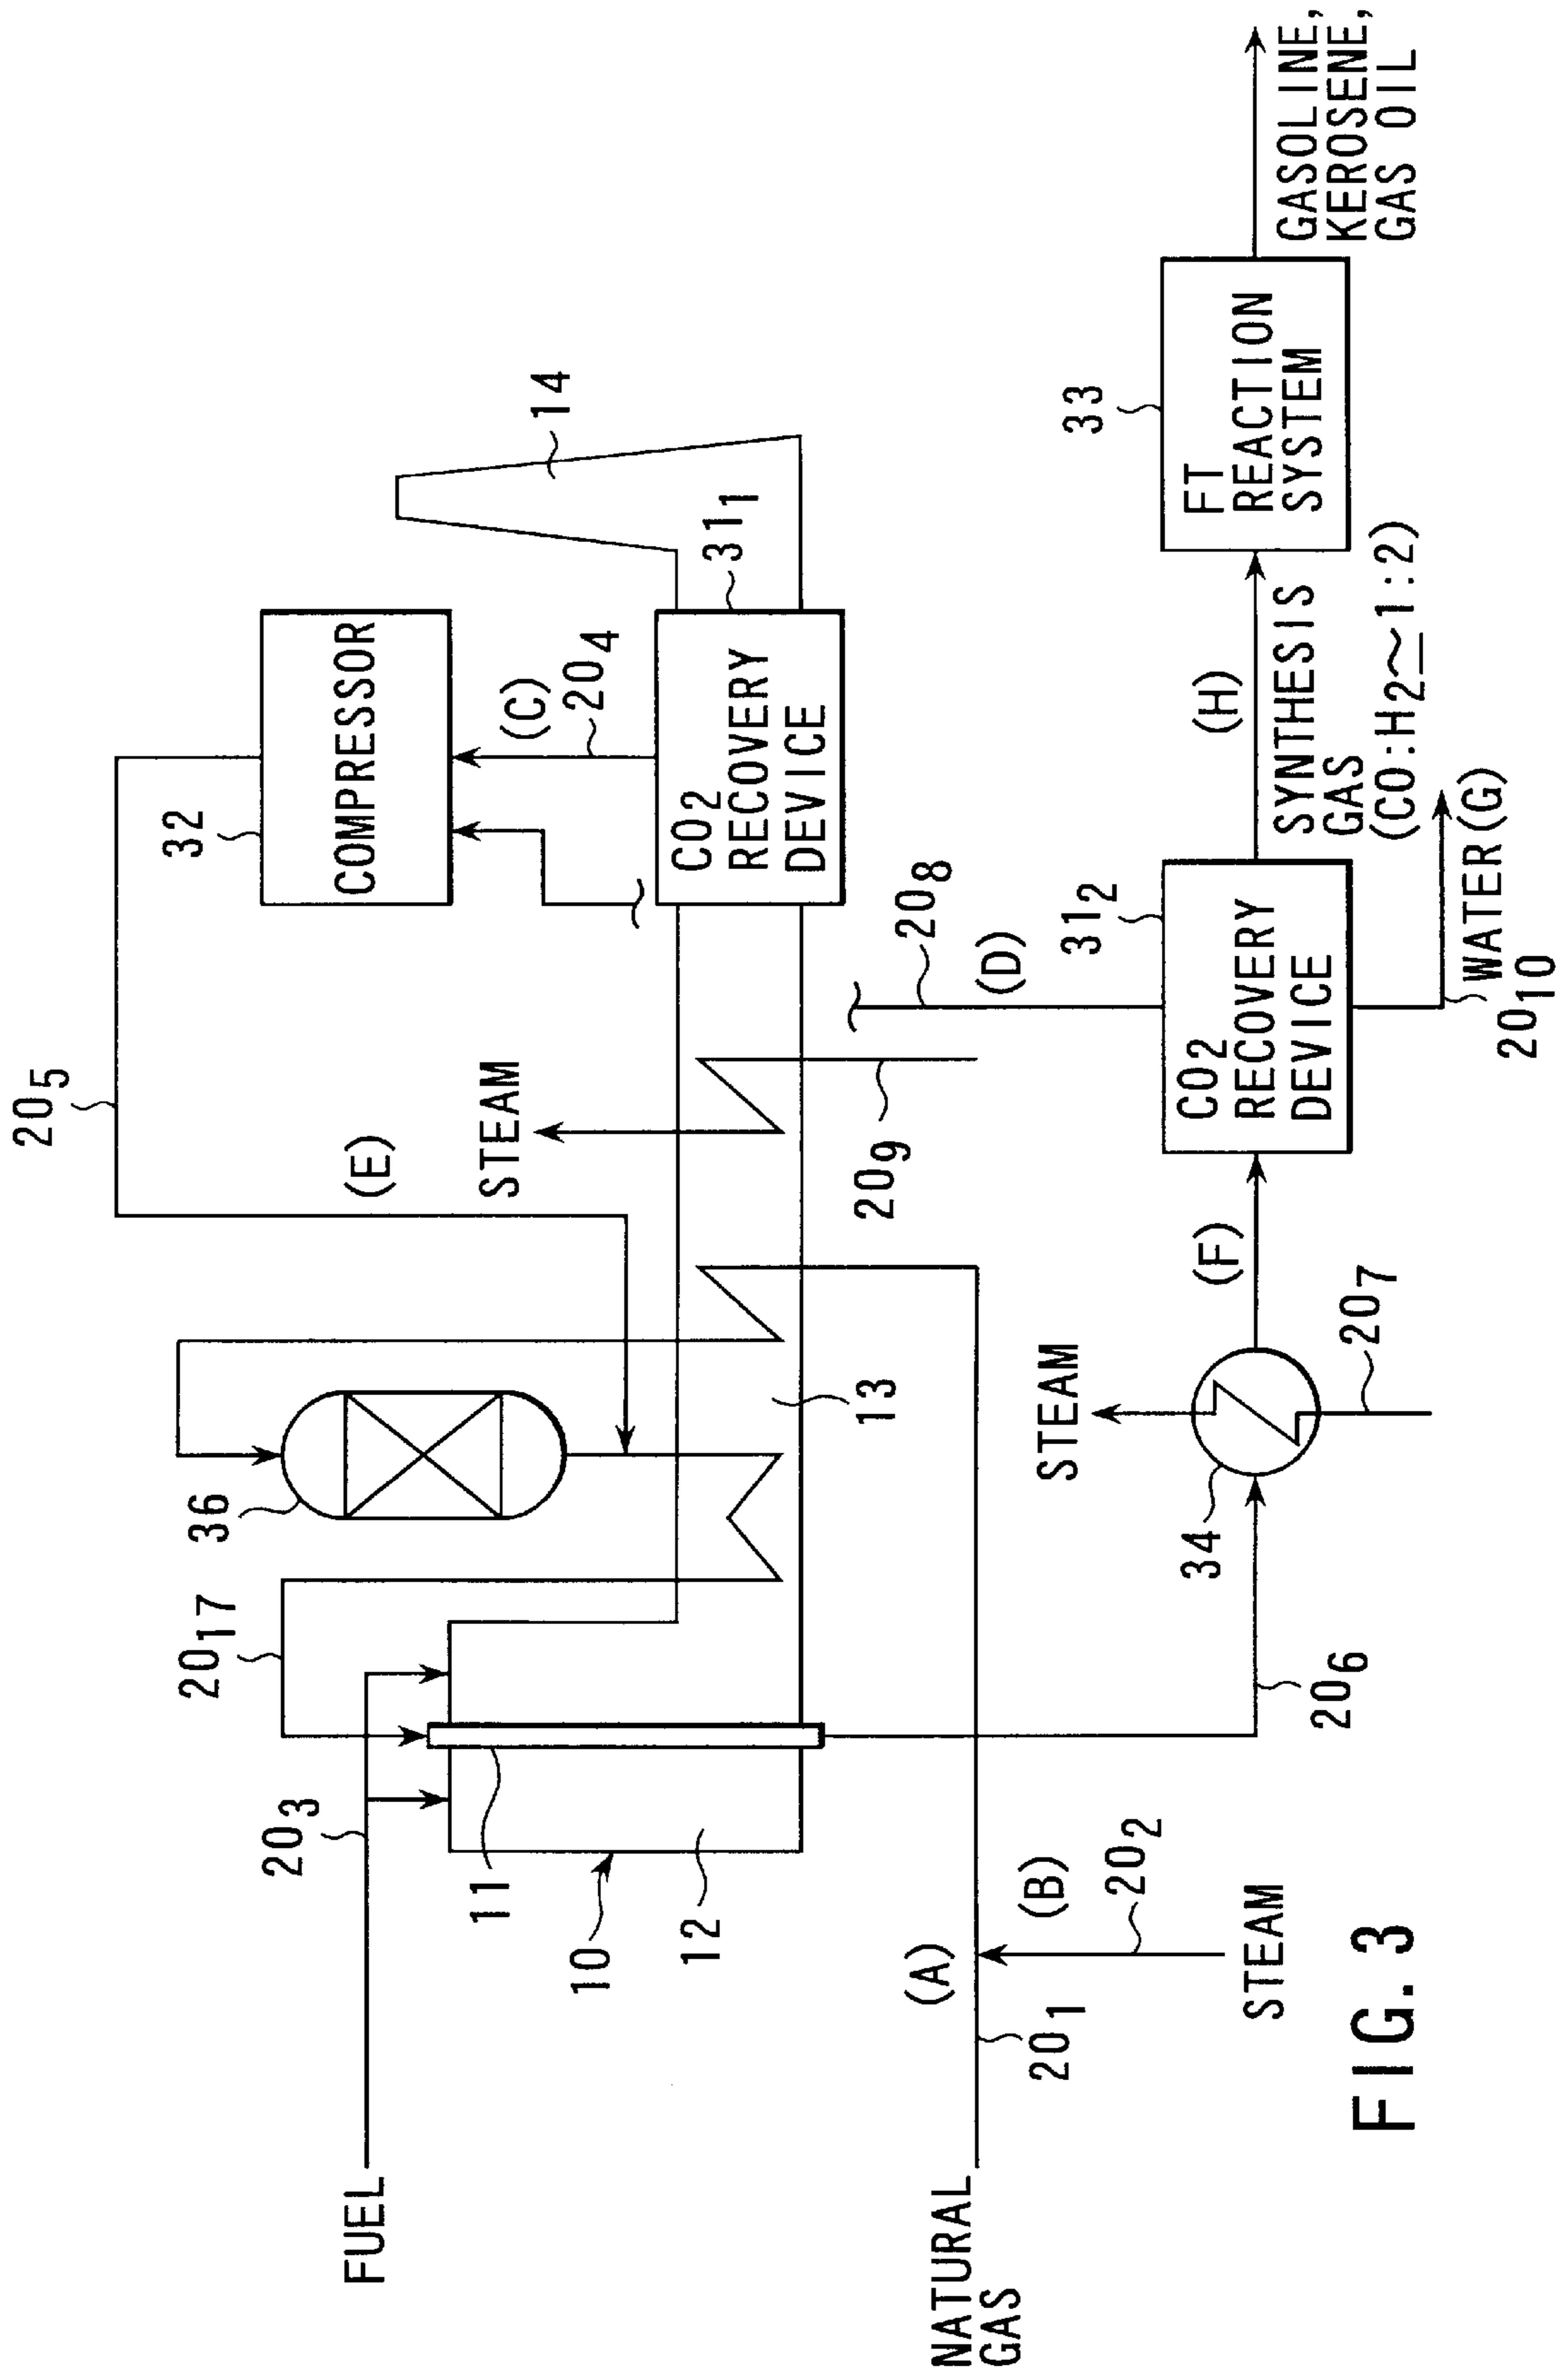 20₅
32
COMPRESSOR
14
(E)
36
20₁₇
(C)
20₄
31₁
CO₂
RECOVERY
DEVICE
STEAM
20₃
FUEL
11
10
12
13
20₉
20₈
(D)
(A)
20₁
NATURAL
GAS
(B)
20₂
STEAM
STEAM
34
20₆
20₇
(F)
31₂
CO₂
RECOVERY
DEVICE
WATER(G)
20₁₀
(H)
SYNTHESIS
GAS
(CO:H₂≃1:2)
33
FT
REACTION
SYSTEM
GASOLINE,
KEROSENE,
GAS OIL
FIG. 3